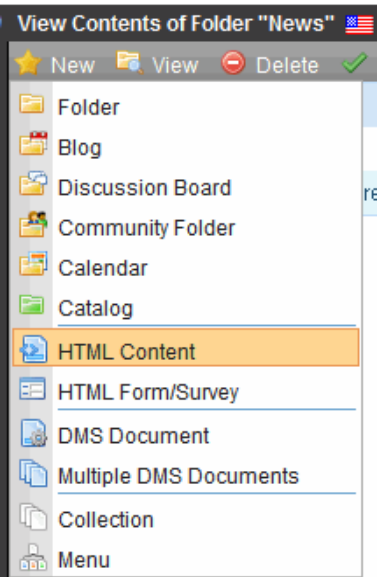 View Contents of Folder "News"
New View Delete
Folder
Blog
Discussion Board
Community Folder
Calendar
Catalog
HTML Content
HTML Form/Survey
DMS Document
Multiple DMS Documents
Collection
Menu